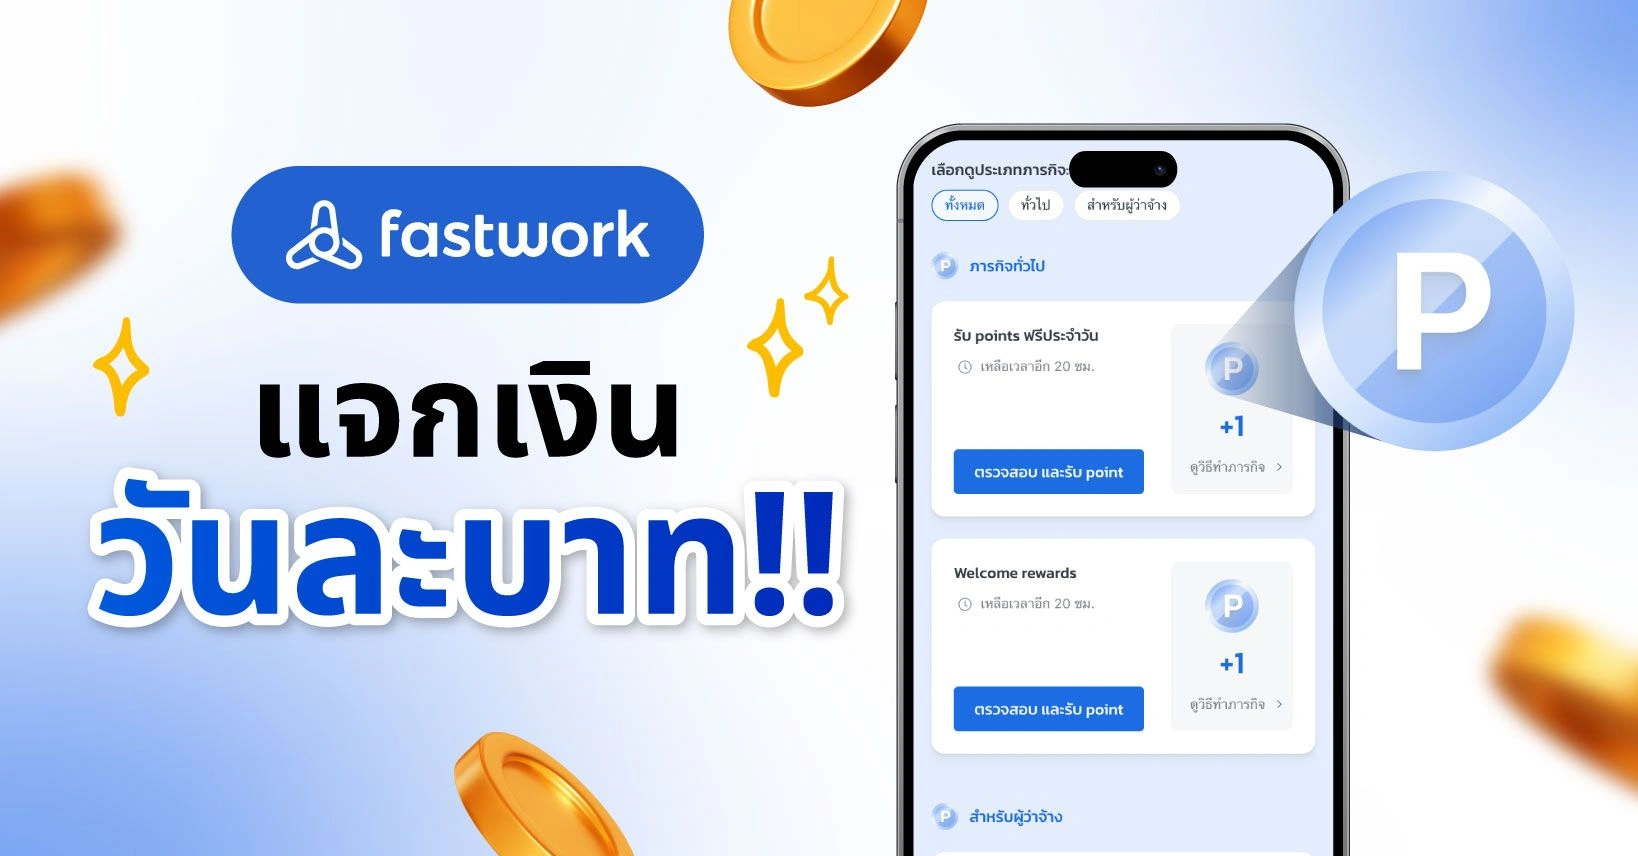 fastwork
แจกเงิน
วันละบาท!!
เลือกดูประเภทภารกิจ:
ทั้งหมด
ทั่วไป
สำหรับผู้ว่าจ้าง
P
ภารกิจทั่วไป
รับ points ฟรีประจำวัน
เหลือเวลาอีก 20 ชม.
ตรวจสอบ และรับ point
P
+1
ดูวิธีทำภารกิจ >
P
Welcome rewards
เหลือเวลาอีก 20 ชม.
ตรวจสอบ และรับ point
P
+1
ดูวิธีทำภารกิจ >
P
สำหรับผู้ว่าจ้าง